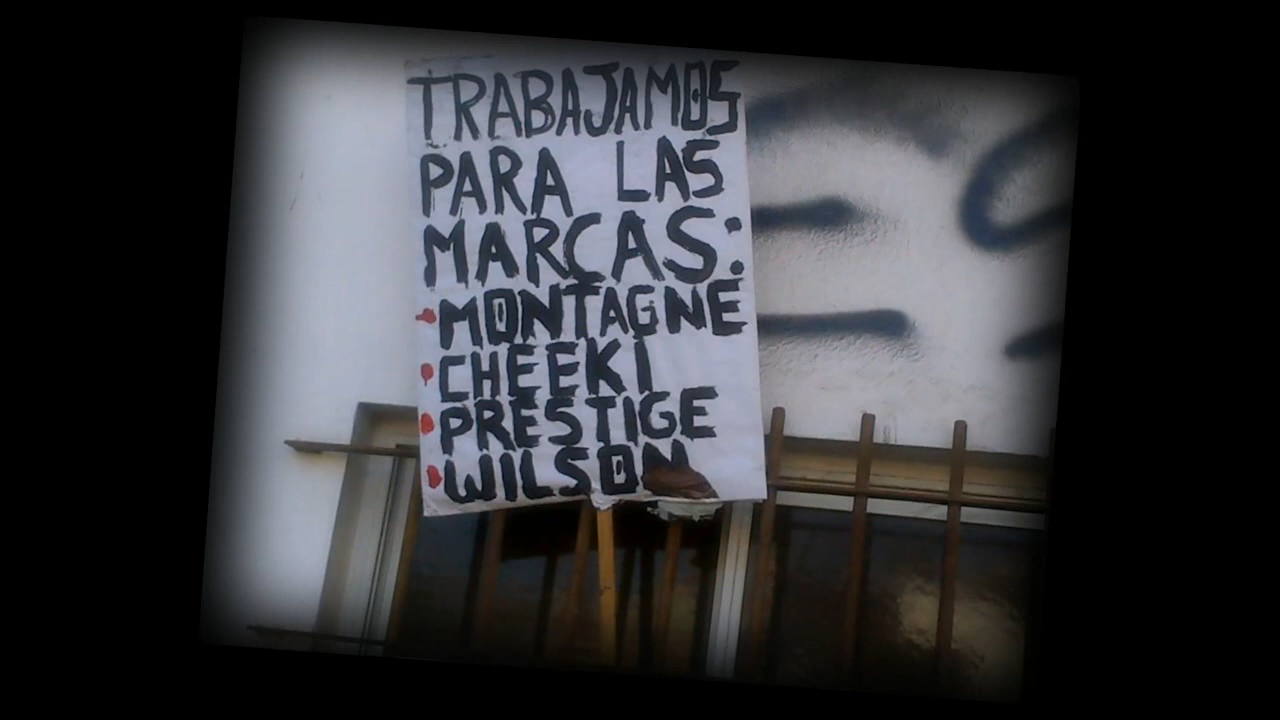 TRABAJAMOS
PARA LAS
MARCAS:
MONTAGNE
CHEEKI
PRESTIGE
WILSON